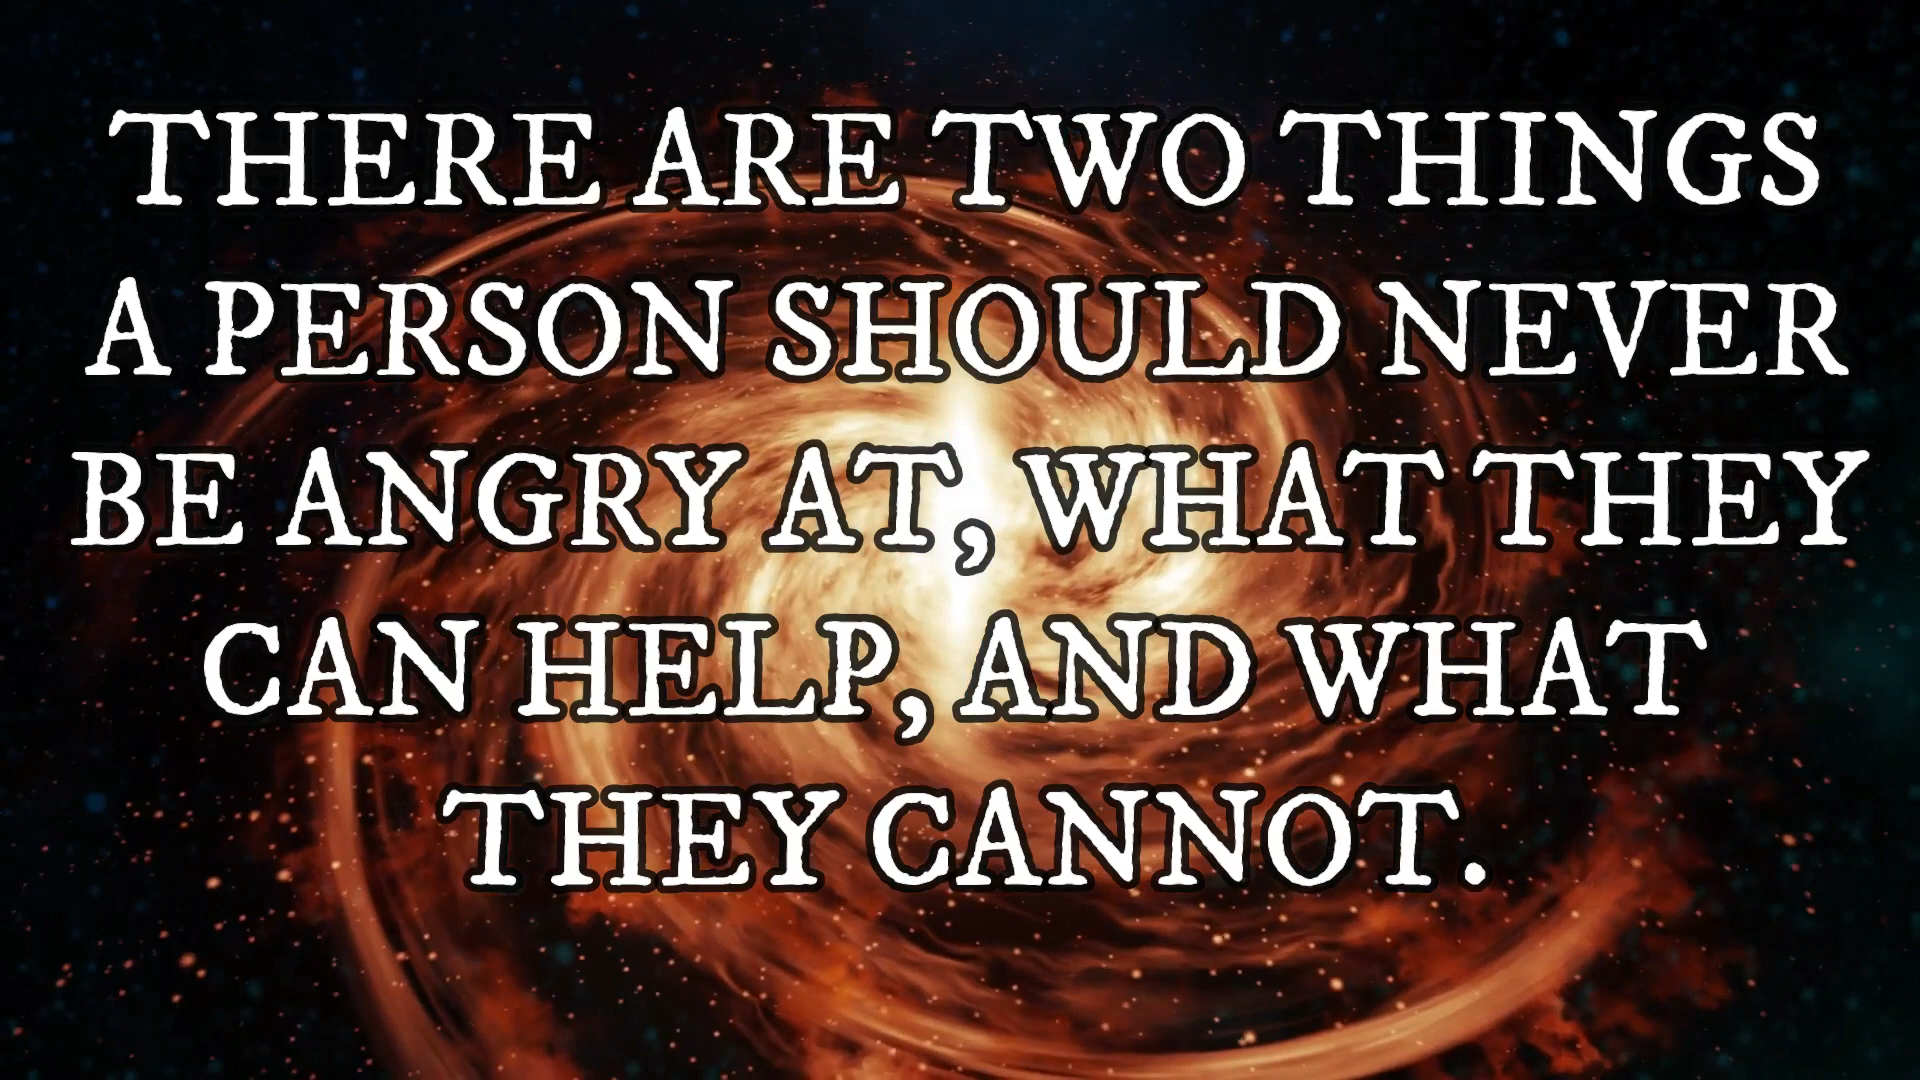 THERE ARE TWO THINGS
A PERSON SHOULD NEVER
BE ANGRY AT, WHAT THEY
CAN HELP, AND WHAT
THEY CANNOT.